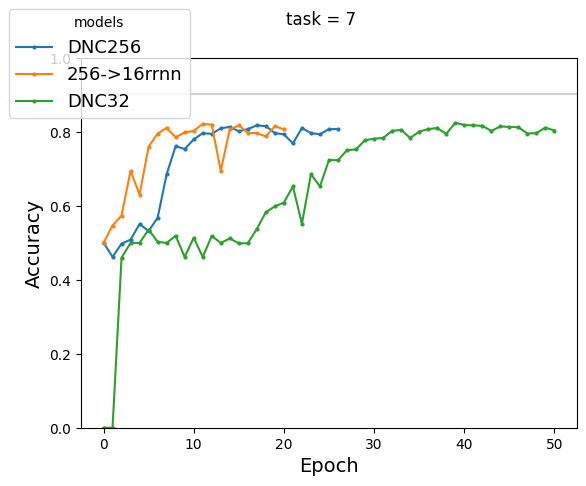 task = 7
models
DNC256
256->16rrnn
DNC32
1.0
0.8
0.6
0.4
0.2
0.0
Accuracy
0 10 20 30 40 50
Epoch